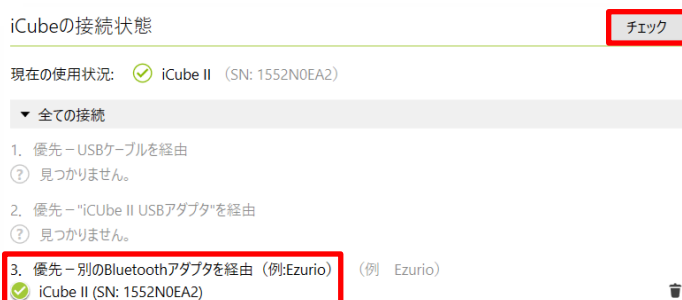 iCubeの接続状態
チェック
現在の使用状況: iCube II (SN: 1552N0EA2)
▼ 全ての接続
1. 優先－USBケーブルを経由
? 見つかりません。
2. 優先－"iCUbe II USBアダプタ"を経由
? 見つかりません。
3. 優先－別のBluetoothアダプタを経由（例:Ezurio） （例 Ezurio）
iCube II (SN: 1552N0EA2)